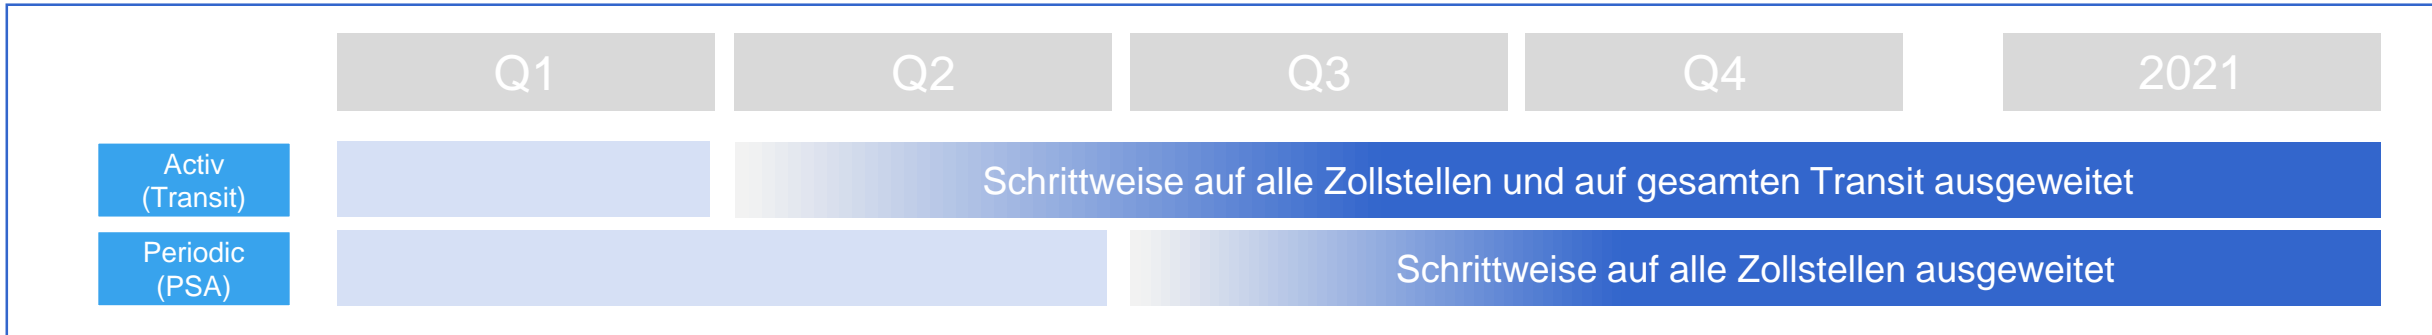 Q1 Q2 Q3 Q4 2021
Activ
(Transit)
Schrittweise auf alle Zollstellen und auf gesamten Transit ausgeweitet
Periodic
(PSA)
Schrittweise auf alle Zollstellen ausgeweitet